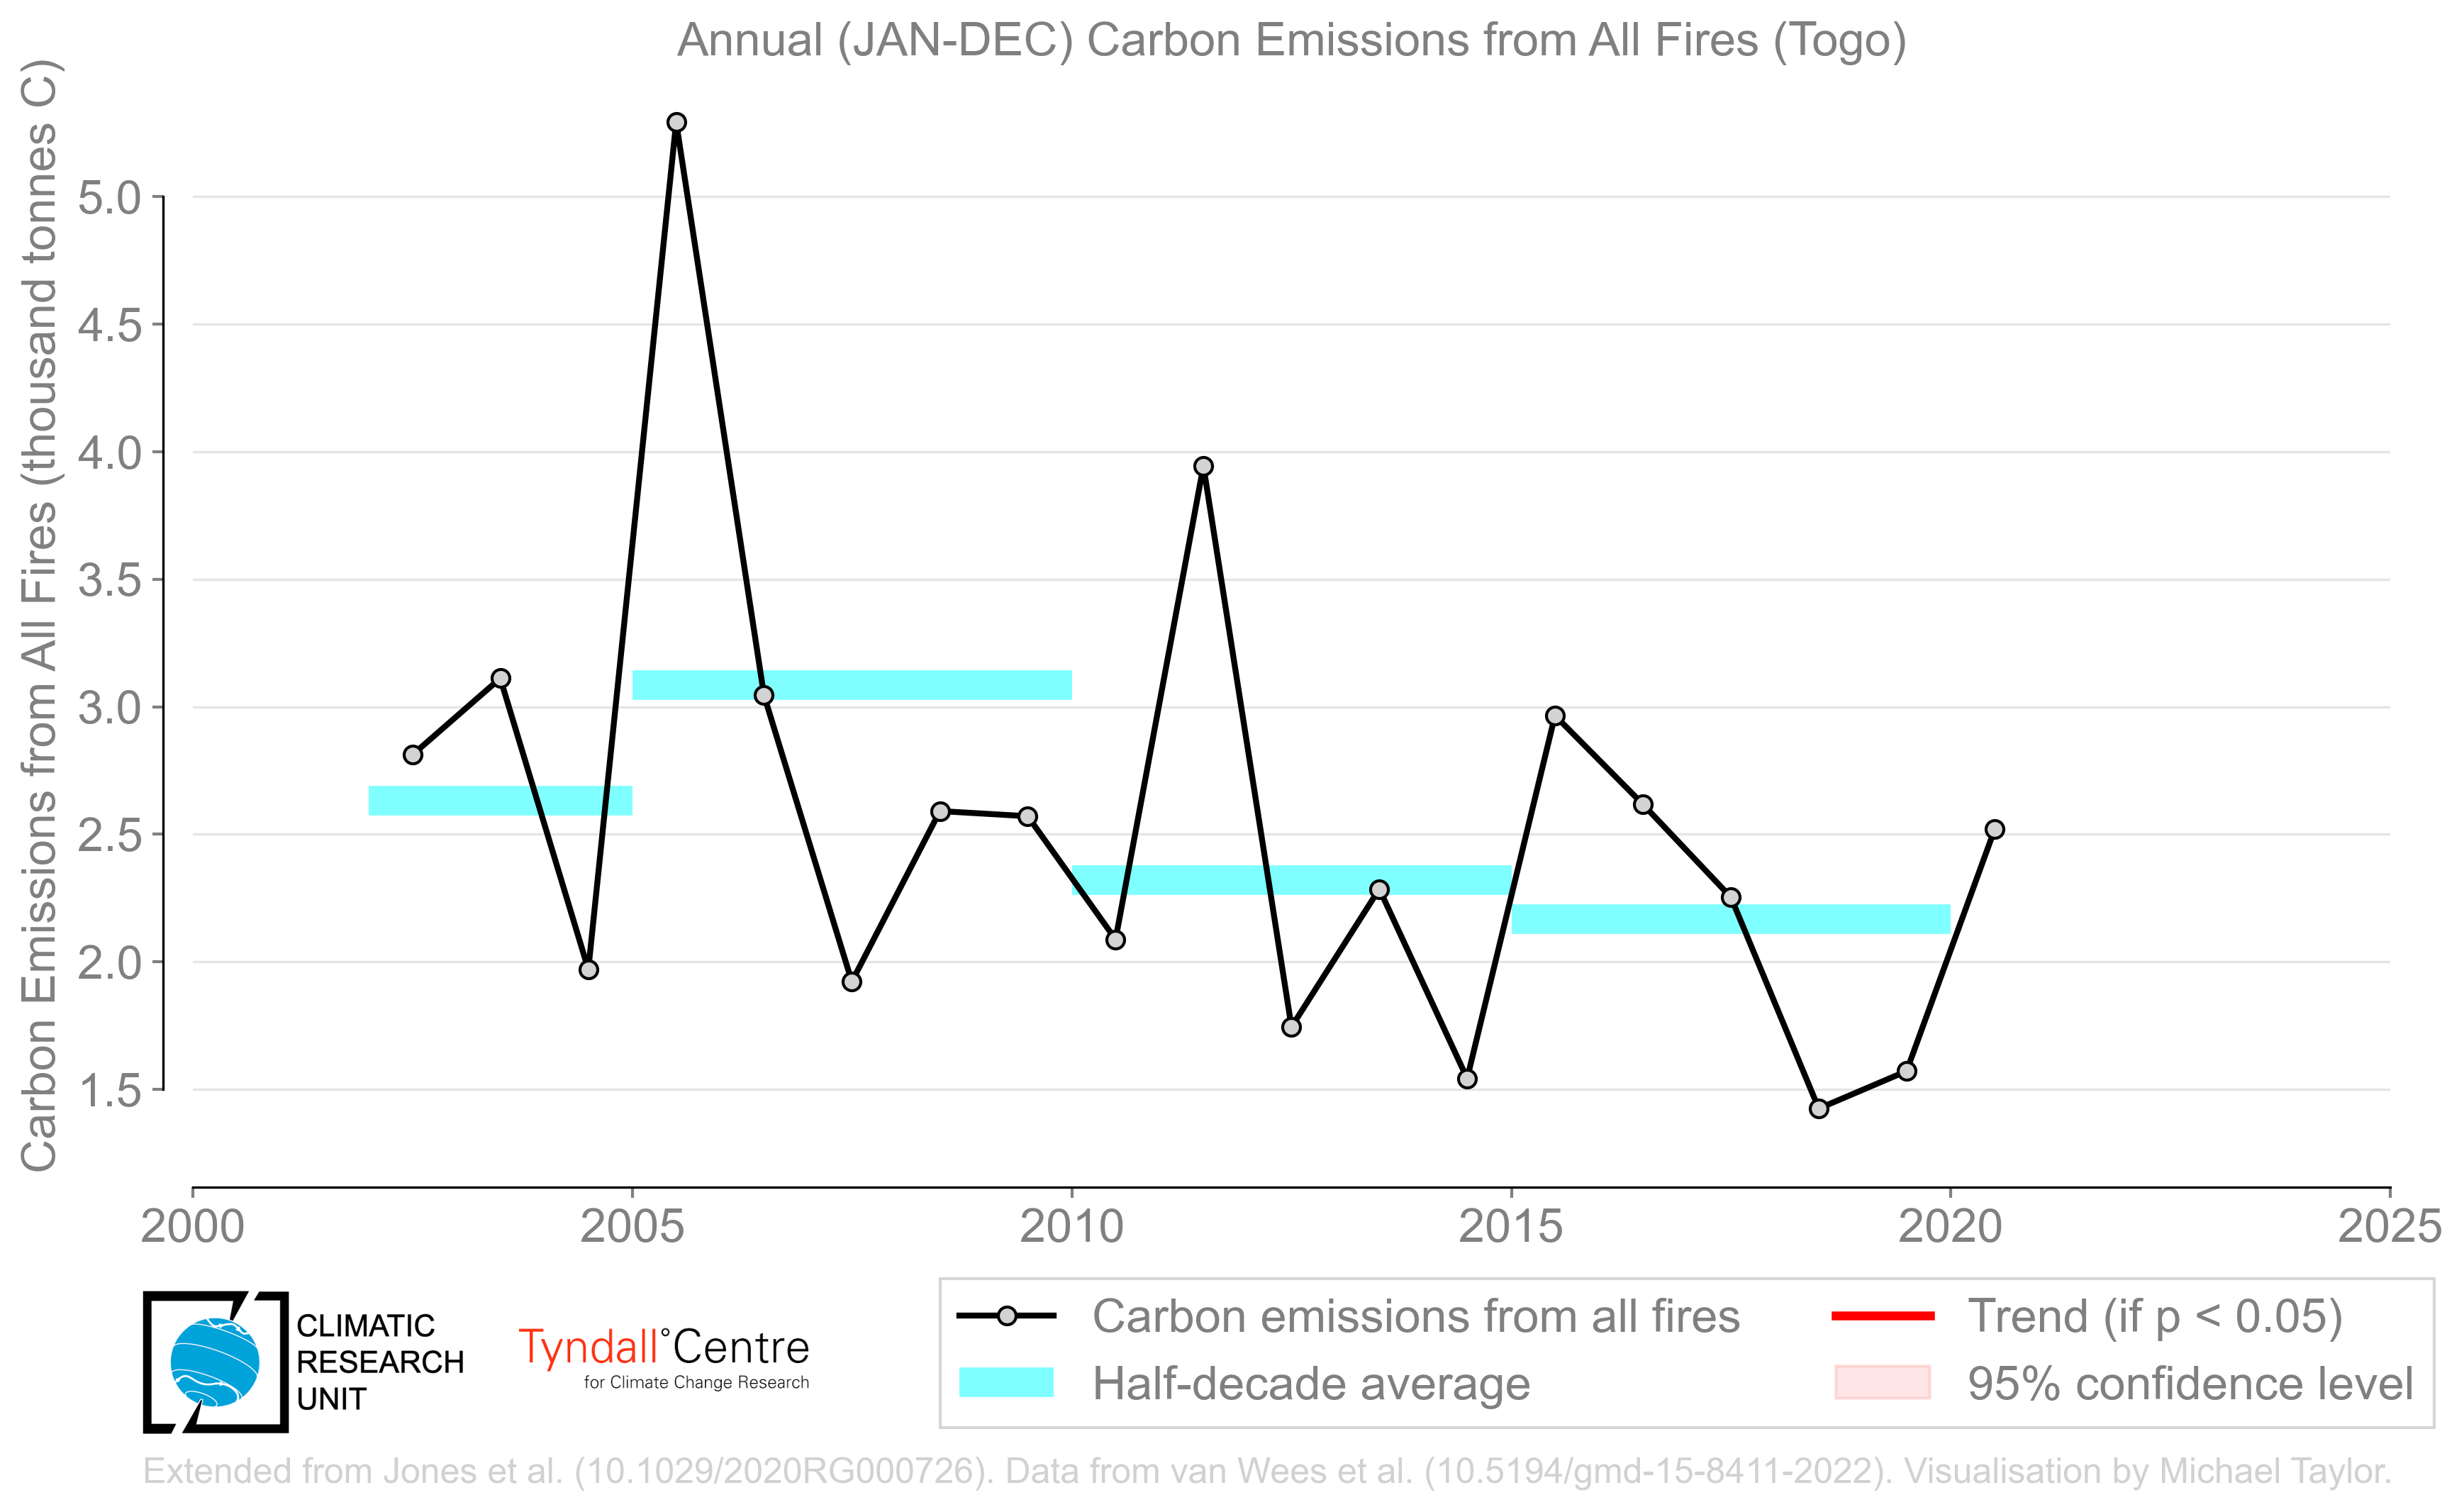 Annual (JAN-DEC) Carbon Emissions from All Fires (Togo)
Carbon Emissions from All Fires (thousand tonnes C)
5.0
4.5
4.0
3.5
3.0
2.5
2.0
1.5
2000 2005 2010 2015 2020 2025
CLIMATIC
RESEARCH
UNIT
Tyndall°Centre
for Climate Change Research
Carbon emissions from all fires
Half-decade average
Trend (if p < 0.05)
95% confidence level
Extended from Jones et al. (10.1029/2020RG000726). Data from van Wees et al. (10.5194/gmd-15-8411-2022). Visualisation by Michael Taylor.